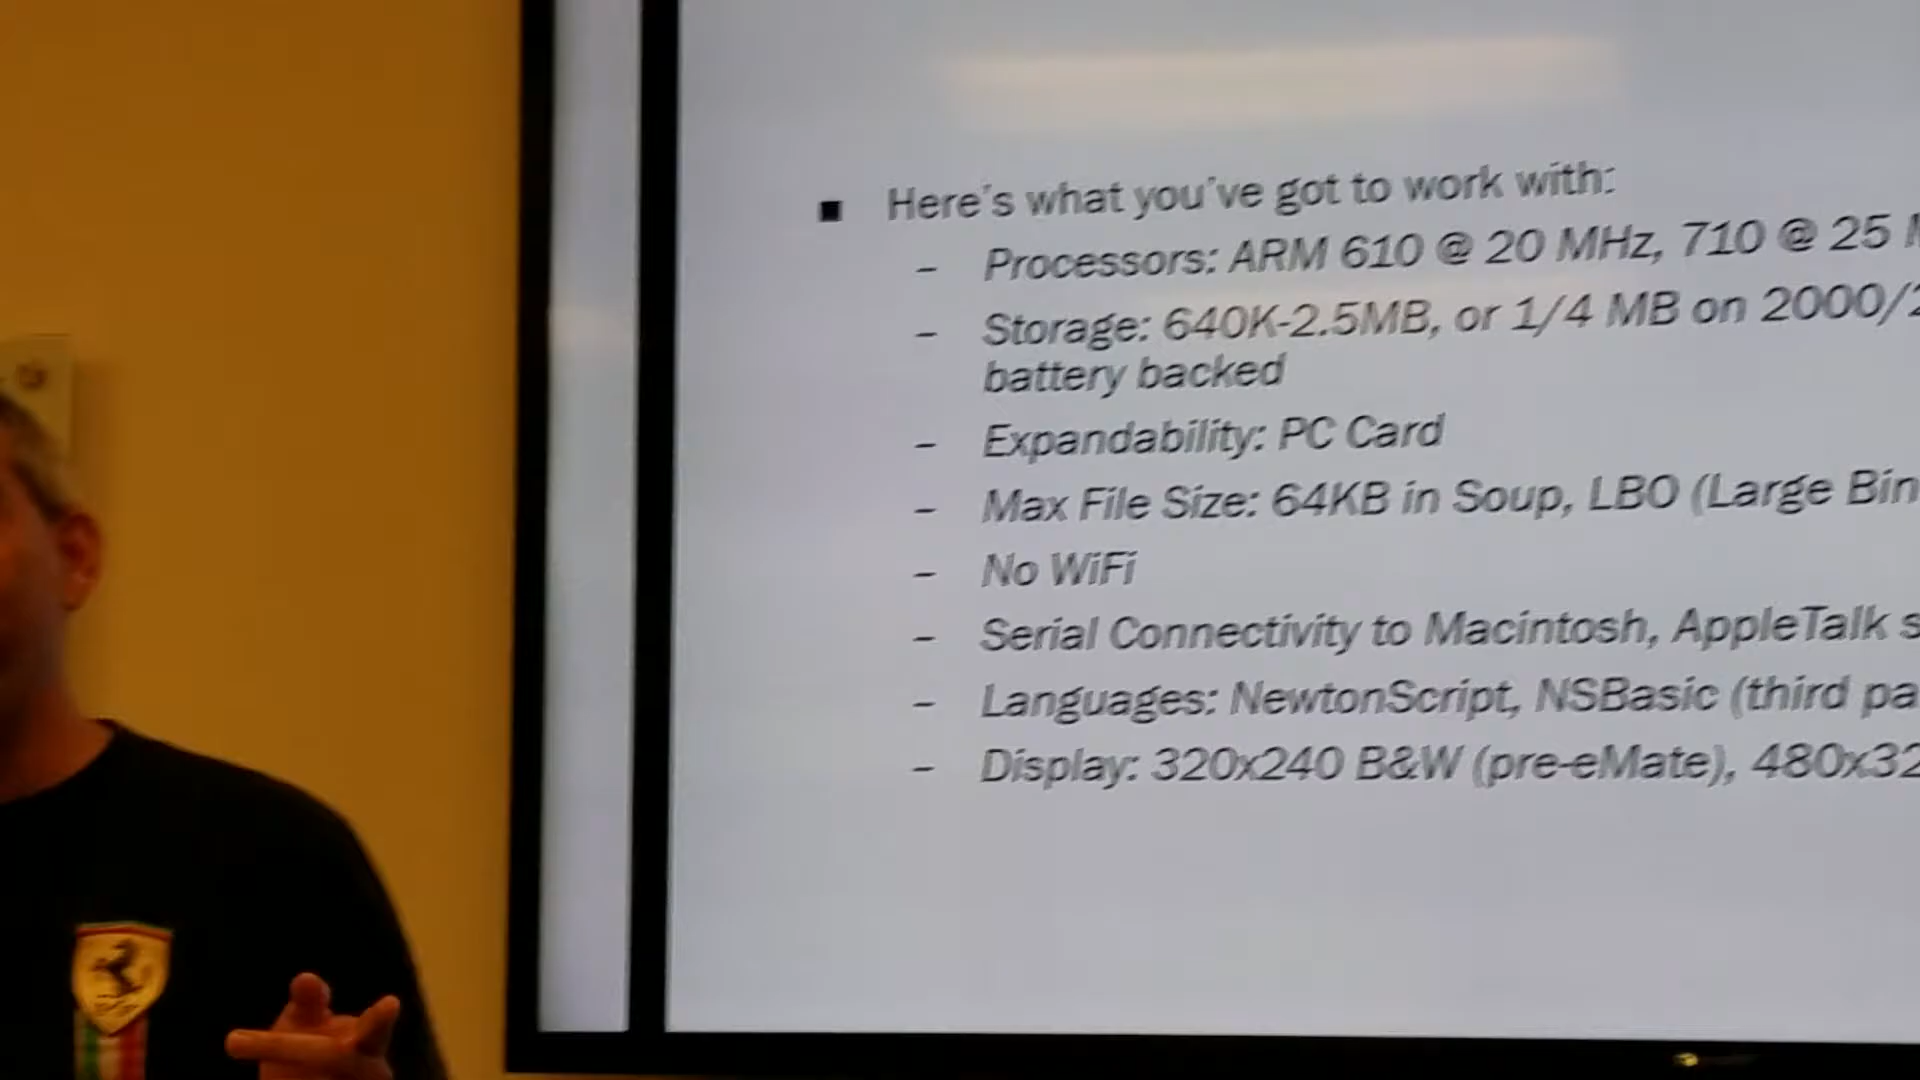 Here's what you've got to work with:
– Processors: ARM 610 @ 20 MHz, 710 @ 25
– Storage: 640K-2.5MB, or 1/4 MB on 2000/
battery backed
– Expandability: PC Card
– Max File Size: 64KB in Soup, LBO (Large Bin
– No WiFi
– Serial Connectivity to Macintosh, AppleTalk s
– Languages: NewtonScript, NSBasic (third pa
– Display: 320x240 B&W (pre-eMate), 480x32